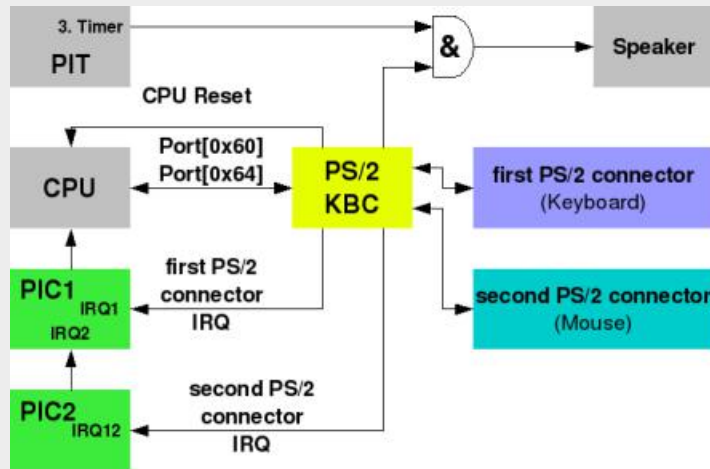 3. Timer
PIT
&
Speaker
CPU Reset
Port[0x60]
Port[0x64]
CPU
PS/2
KBC
first PS/2 connector
(Keyboard)
first PS/2
connector
IRQ
PIC1
IRQ1
IRQ2
second PS/2 connector
(Mouse)
second PS/2
connector
IRQ
PIC2
IRQ12